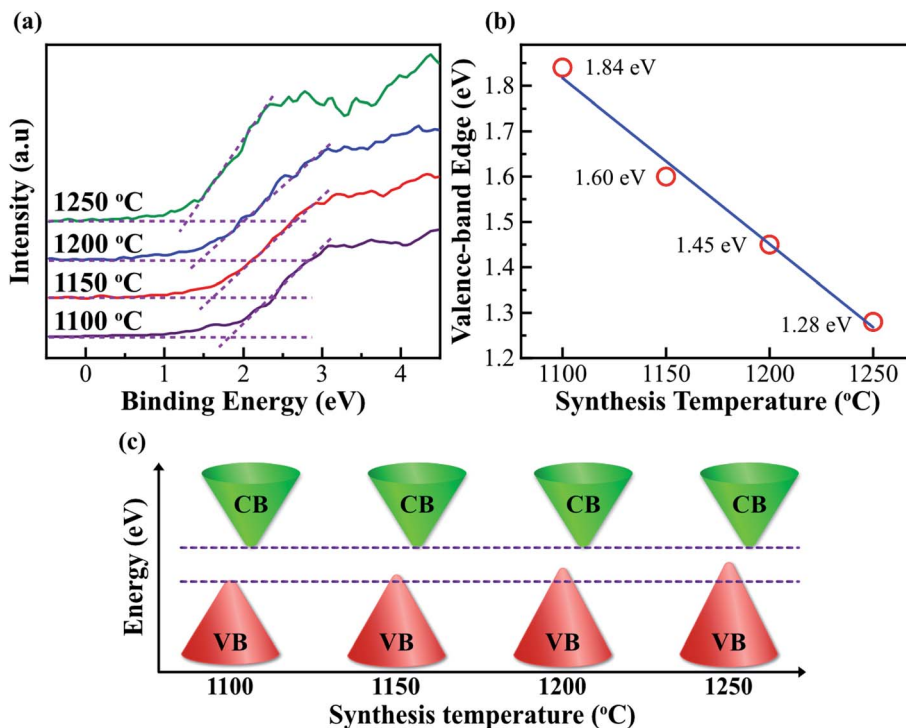 (a)
Intensity (a.u)
1250 °C
1200 °C
1150 °C
1100 °C
0 1 2 3 4
Binding Energy (eV)
(b)
Valence-band Edge (eV)
1.8
1.7
1.6
1.5
1.4
1.3
1.2
1.84 eV
1.60 eV
1.45 eV
1.28 eV
1100 1150 1200 1250
Synthesis Temperature (°C)
(c)
Energy (eV)
CB CB CB CB
VB VB VB VB
1100 1150 1200 1250
Synthesis temperature (°C)